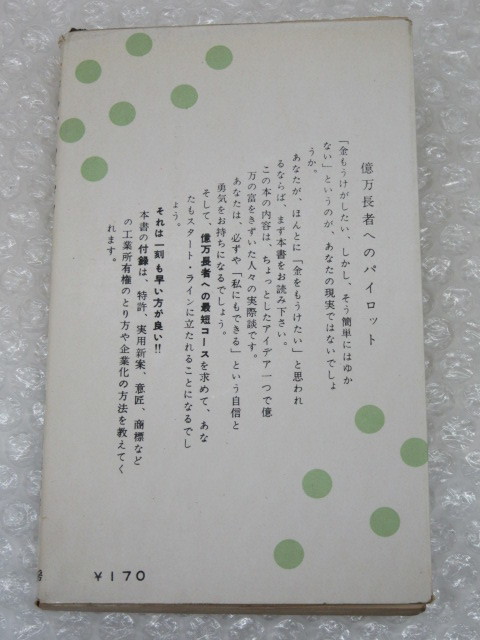 億万長者へのパイロット
「金もうけがしたい、しかし、そう簡単にはゆか
ない」というのが、あなたの現実ではないでしょ
うか。
あなたが、ほんとに「金をもうけたい」と思われ
るならば、まず本書をお読み下さい。
この本の内容は、ちょっとしたアイデア一つで億
万の富をきずいた人々の実際談です。
あなたは、必ずや「私にもできる」という自信と
勇気をお持ちになるでしょう。
そして、億万長者への最短コースを求めて、あな
たもスタート・ラインに立たれることになるでし
ょう。
それは一刻も早い方が良い!!
本書の付録は、特許、実用新案、意匠、商標など
の工業所有権のとり方や企業化の方法を教えてく
れます。
¥170